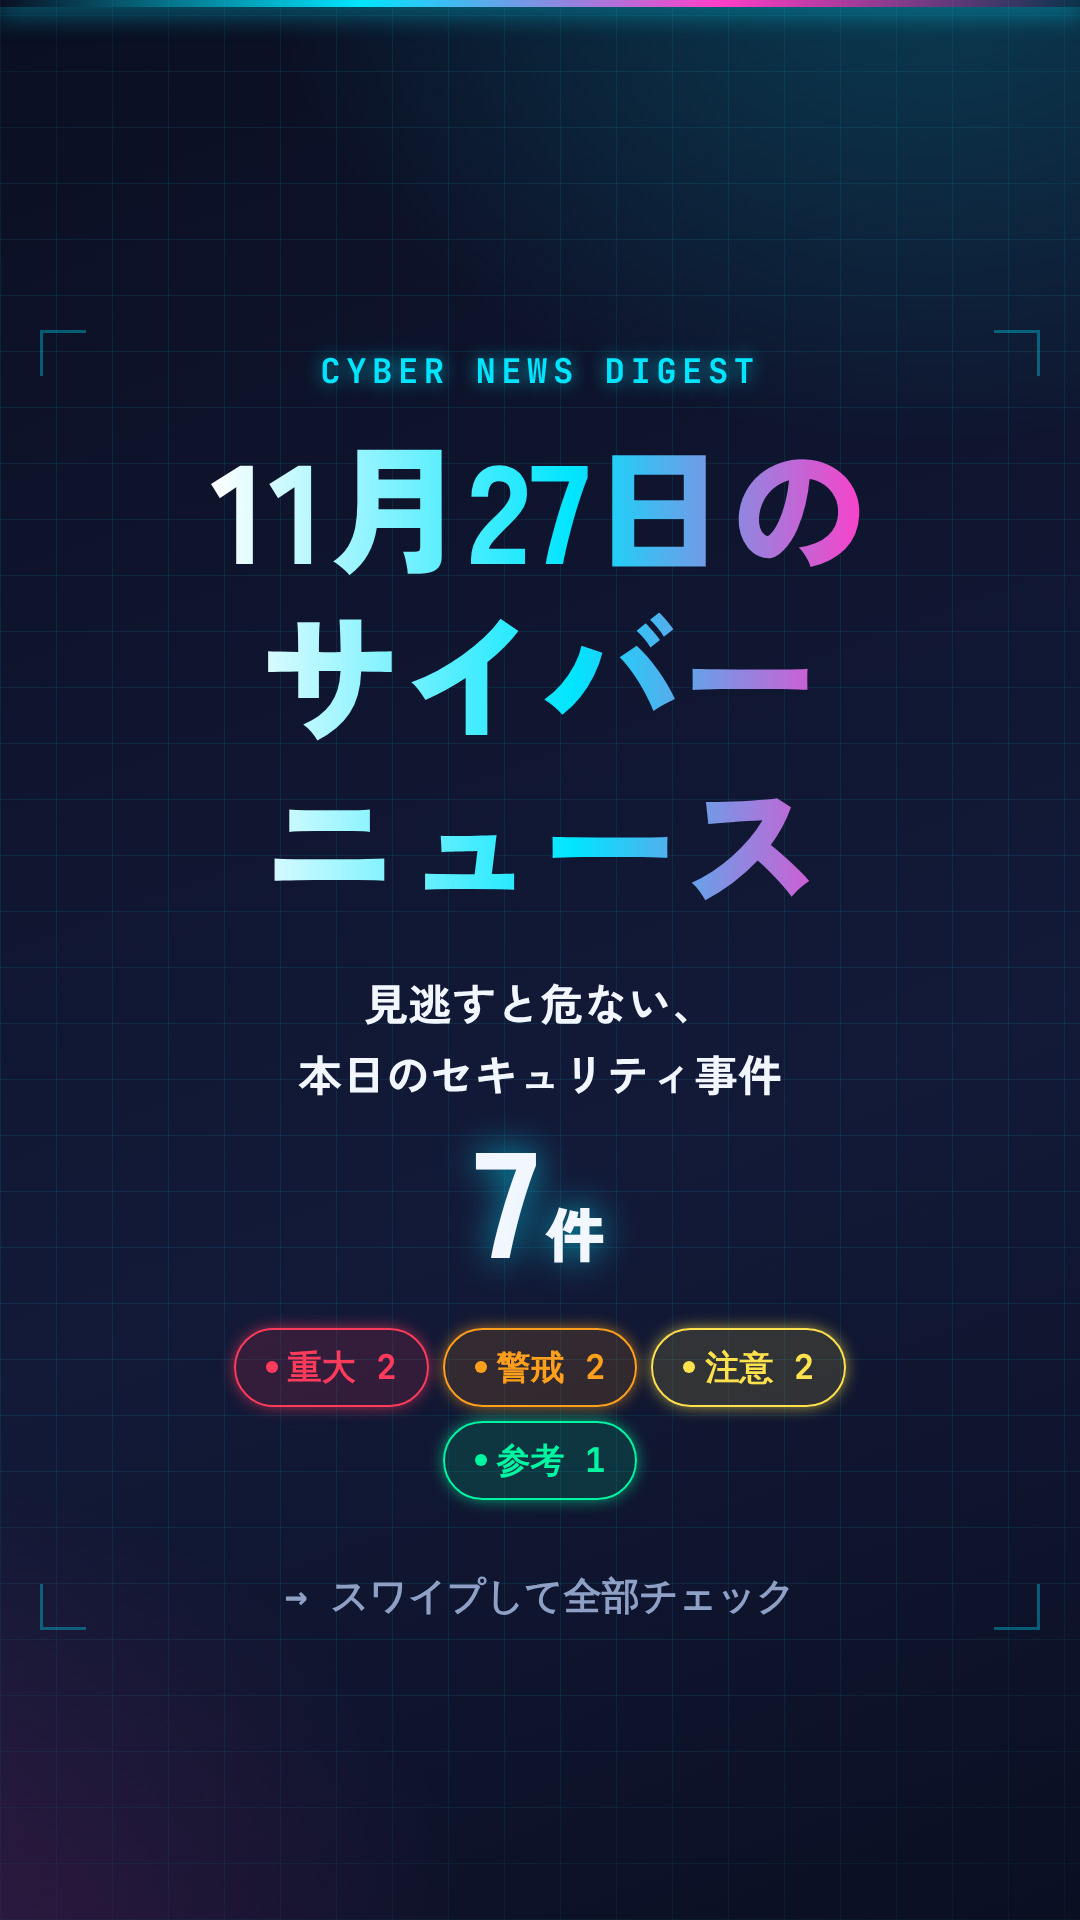 CYBER NEWS DIGEST
11月27日の
サイバー
ニュース
見逃すと危ない、
本日のセキュリティ事件
7件
重大 2
警戒 2
注意 2
参考 1
→ スワイプして全部チェック